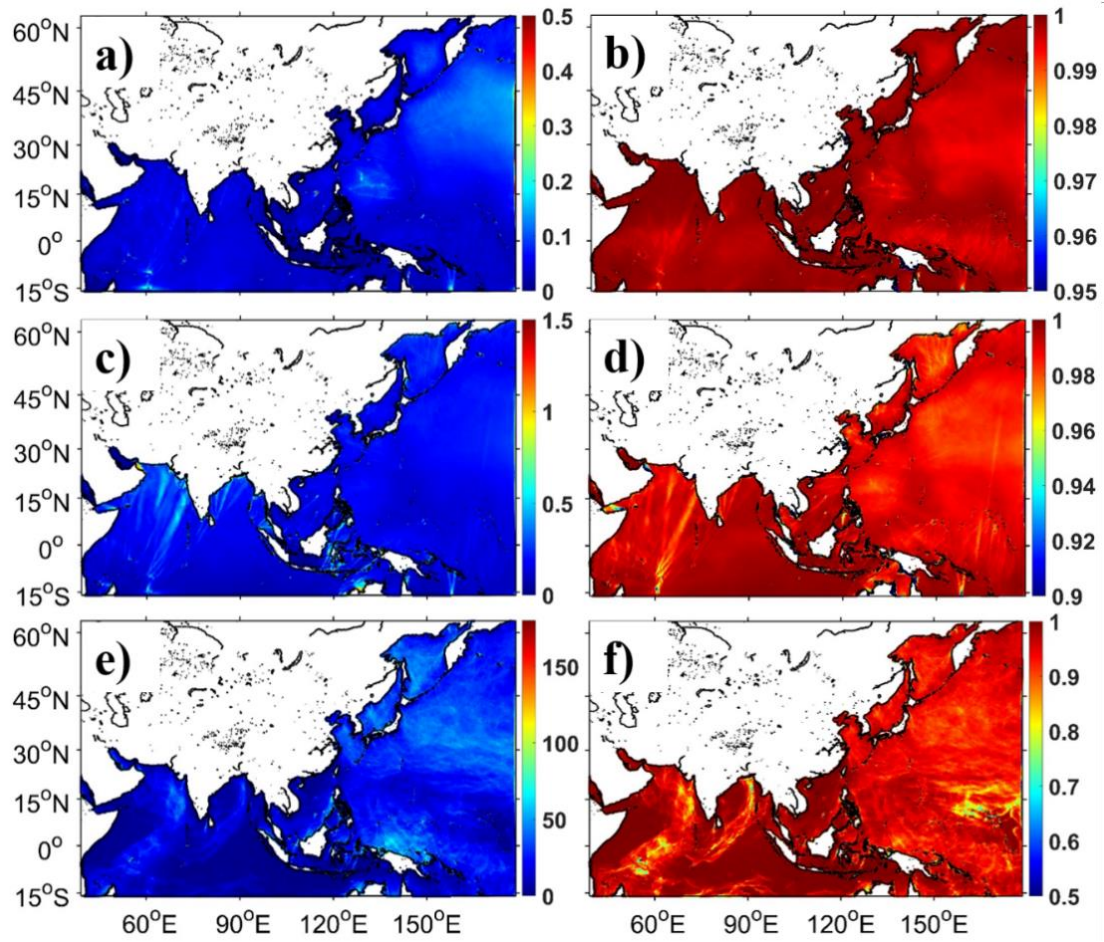 a)
60°N
45°N
30°N
15°N
0°
15°S
0.5
0.4
0.3
0.2
0.1
0
b)
1
0.99
0.98
0.97
0.96
0.95
c)
60°N
45°N
30°N
15°N
0°
15°S
1.5
1
0.5
0
d)
1
0.98
0.96
0.94
0.92
0.9
e)
60°N
45°N
30°N
15°N
0°
15°S
150
100
50
0
f)
1
0.9
0.8
0.7
0.6
0.5
60°E 90°E 120°E 150°E
60°E 90°E 120°E 150°E